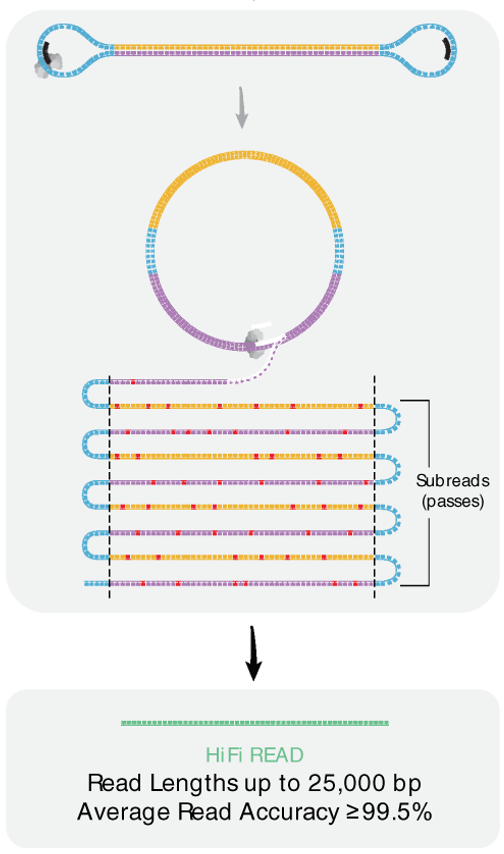 Subreads
(passes)
HiFi READ
Read Lengths up to 25,000 bp
Average Read Accuracy ≥99.5%